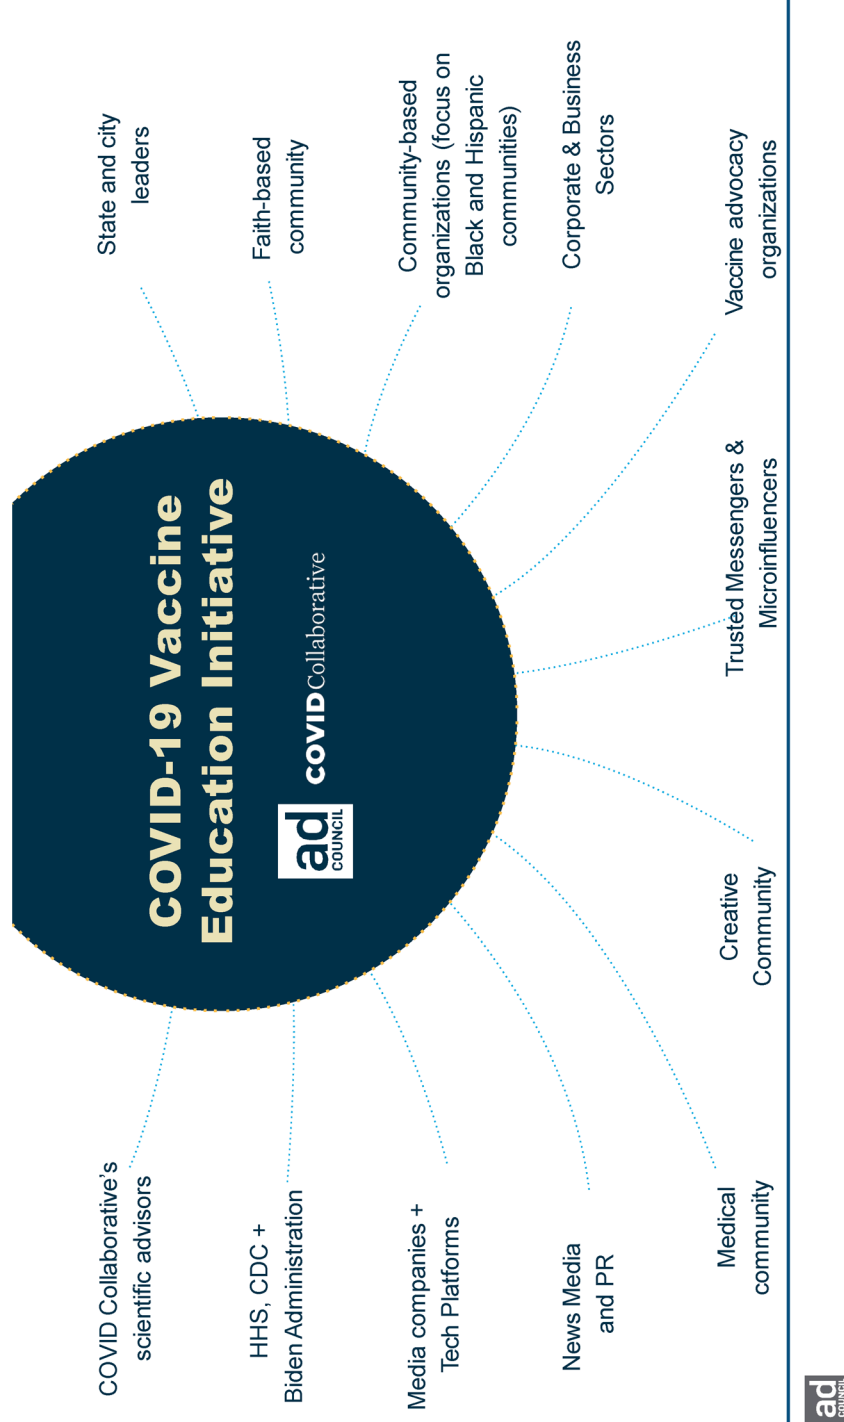 COVID-19 Vaccine
Education Initiative
ad
COUNCIL
COVIDCollaborative
COVID Collaborative's
scientific advisors
HHS, CDC +
Biden Administration
Media companies +
Tech Platforms
News Media
and PR
Medical
community
Creative
Community
Trusted Messengers &
Microinfluencers
Vaccine advocacy
organizations
Corporate & Business
Sectors
Community-based
organizations (focus on
Black and Hispanic
communities)
Faith-based
community
State and city
leaders
ad
COUNCIL